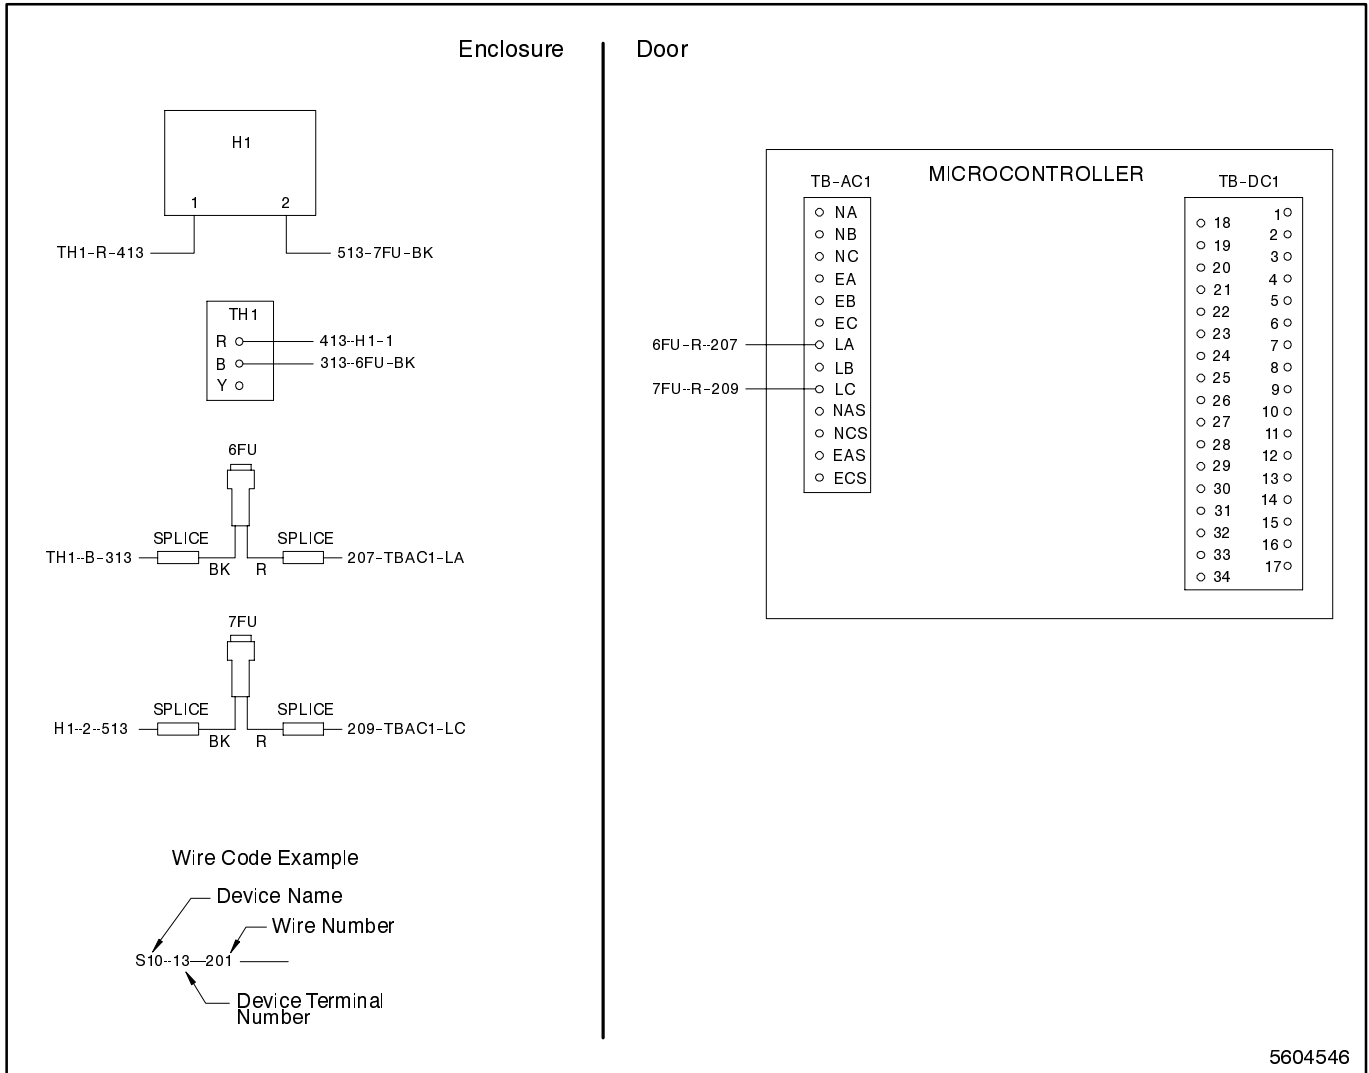 Enclosure
Door
H1
1 2
TH1-R-413
513-7FU-BK
TH1
R 413--H1-1
B 313--6FU-BK
Y
6FU
SPLICE SPLICE
TH1--B-313
207-TBAC1-LA
BK R
7FU
SPLICE SPLICE
H1--2--513
209-TBAC1-LC
BK R
Wire Code Example
Device Name
Wire Number
S10--13—201
Device Terminal
Number
MICROCONTROLLER
TB-AC1
NA
NB
NC
EA
EB
EC
6FU-R--207 LA
LB
7FU--R-209 LC
NAS
NCS
EAS
ECS
TB-DC1
18
19
20
21
22
23
24
25
26
27
28
29
30
31
32
33
34
1
2
3
4
5
6
7
8
9
10
11
12
13
14
15
16
17
5604546